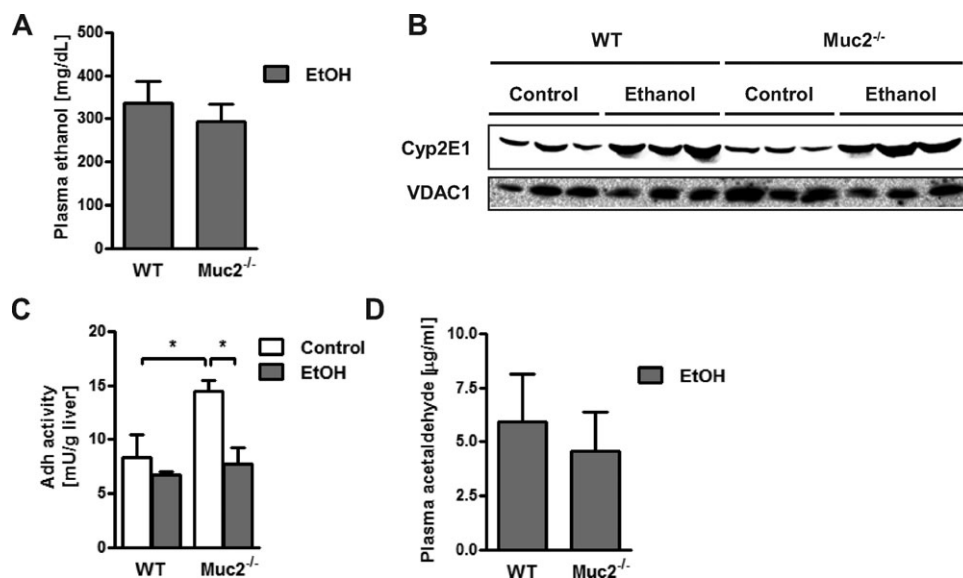 A
Plasma ethanol [mg/dL]
500
400
300
200
100
0
WT
Muc2-/-
EtOH
B
WT
Muc2-/-
Control
Ethanol
Control
Ethanol
Cyp2E1
VDAC1
C
Adh activity
[mU/g liver]
20
15
10
5
0
*
*
WT
Muc2-/-
Control
EtOH
D
Plasma acetaldehyde [µg/ml]
10.0
7.5
5.0
2.5
0.0
WT
Muc2-/-
EtOH